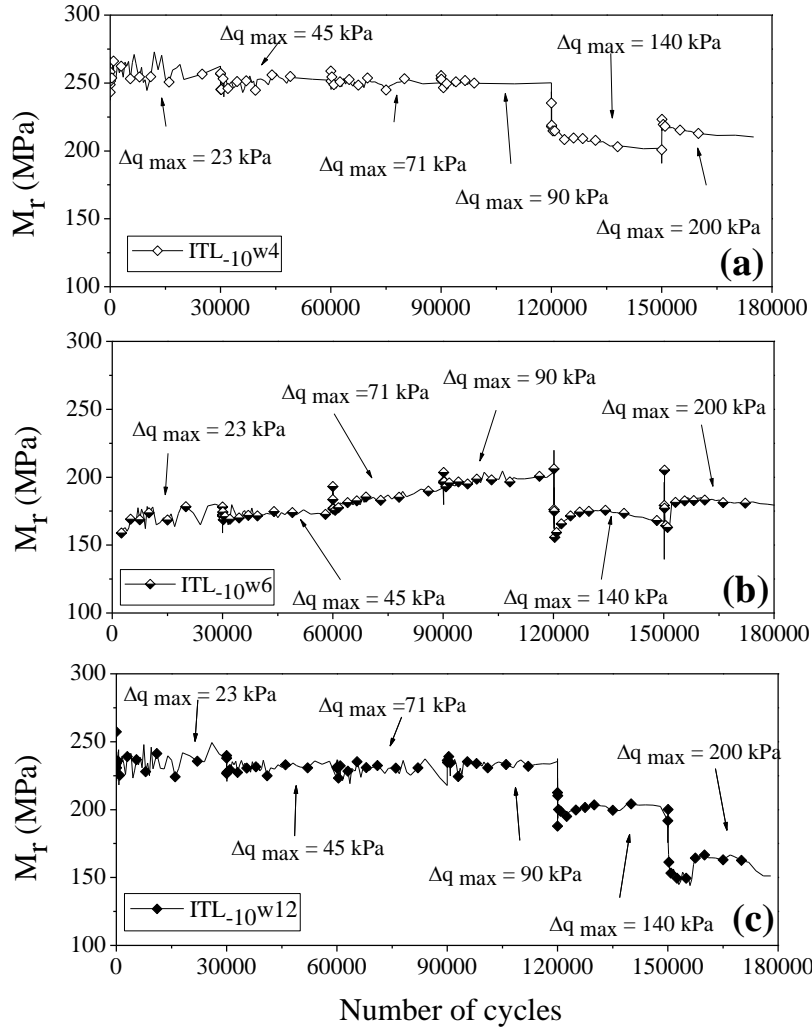 300
Δq max = 45 kPa
Δq max = 140 kPa
250
200
Δq max = 23 kPa
Δq max =71 kPa
Δq max = 90 kPa
150
Δq max = 200 kPa
ITL-10w4
(a)
100
0 30000 60000 90000 120000 150000 180000
Mr (MPa)
300
Δq max = 90 kPa
Δq max =71 kPa
250
Δq max = 23 kPa
Δq max = 200 kPa
200
150
ITL-10w6
Δq max = 45 kPa
Δq max = 140 kPa
(b)
100
0 30000 60000 90000 120000 150000 180000
Mr (MPa)
300
Δq max = 23 kPa
Δq max =71 kPa
250
Δq max = 200 kPa
200
Δq max = 45 kPa
Δq max = 90 kPa
150
ITL-10w12
Δq max = 140 kPa
(c)
100
0 30000 60000 90000 120000 150000 180000
Mr (MPa)
Number of cycles